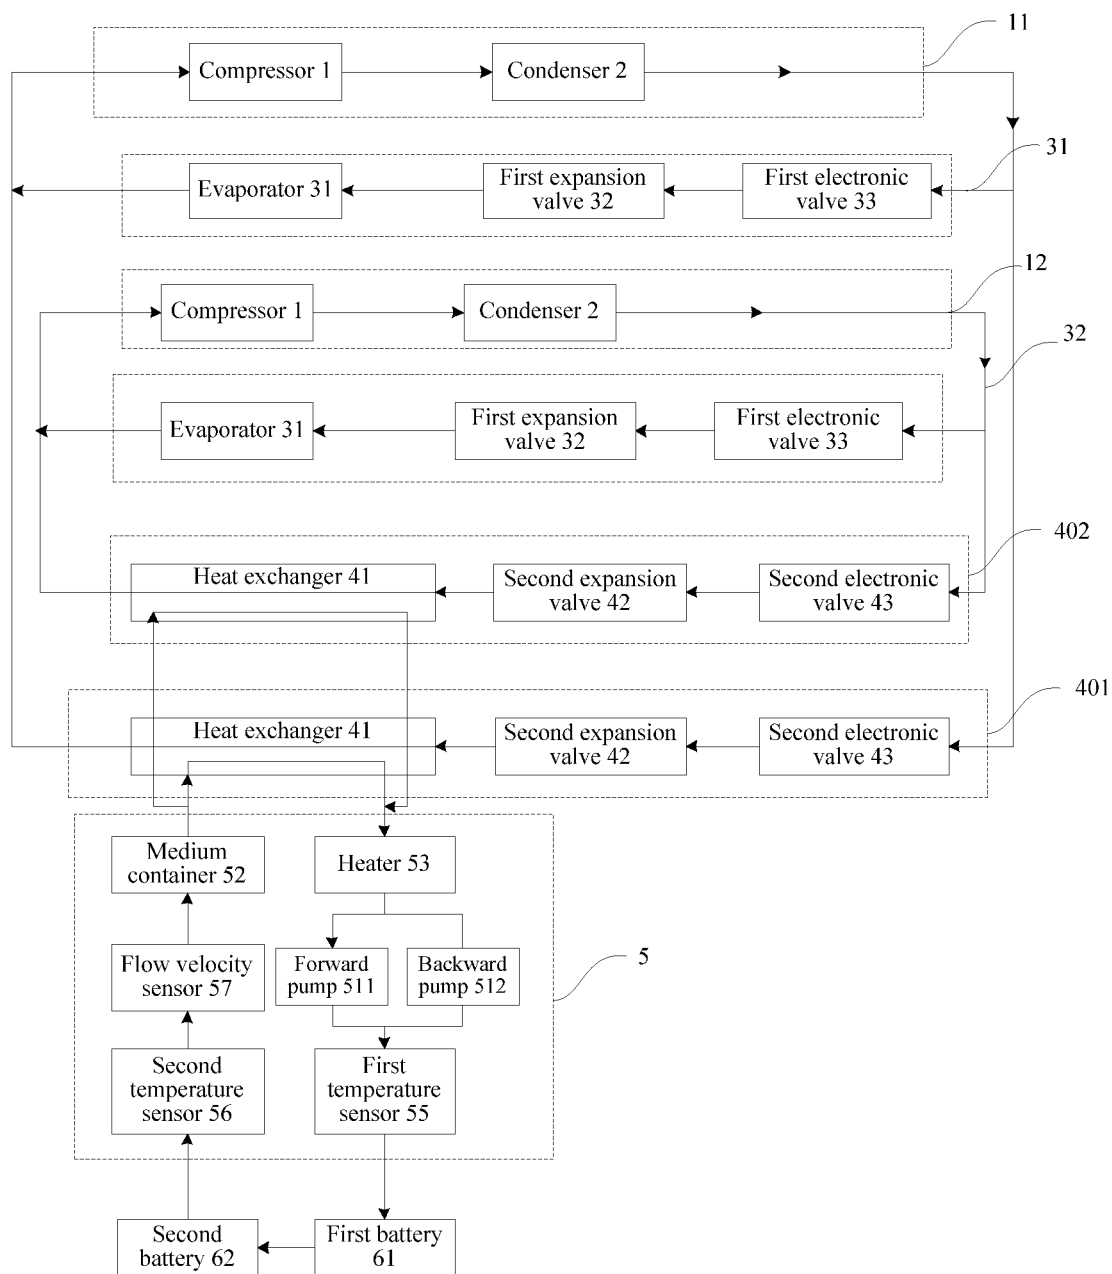 11
Compressor 1
Condenser 2
31
Evaporator 31
First expansion
valve 32
First electronic
valve 33
12
Compressor 1
Condenser 2
32
Evaporator 31
First expansion
valve 32
First electronic
valve 33
402
Heat exchanger 41
Second expansion
valve 42
Second electronic
valve 43
401
Heat exchanger 41
Second expansion
valve 42
Second electronic
valve 43
Medium
container 52
Heater 53
5
Flow velocity
sensor 57
Forward
pump 511
Backward
pump 512
Second
temperature
sensor 56
First
temperature
sensor 55
Second
battery 62
First battery
61